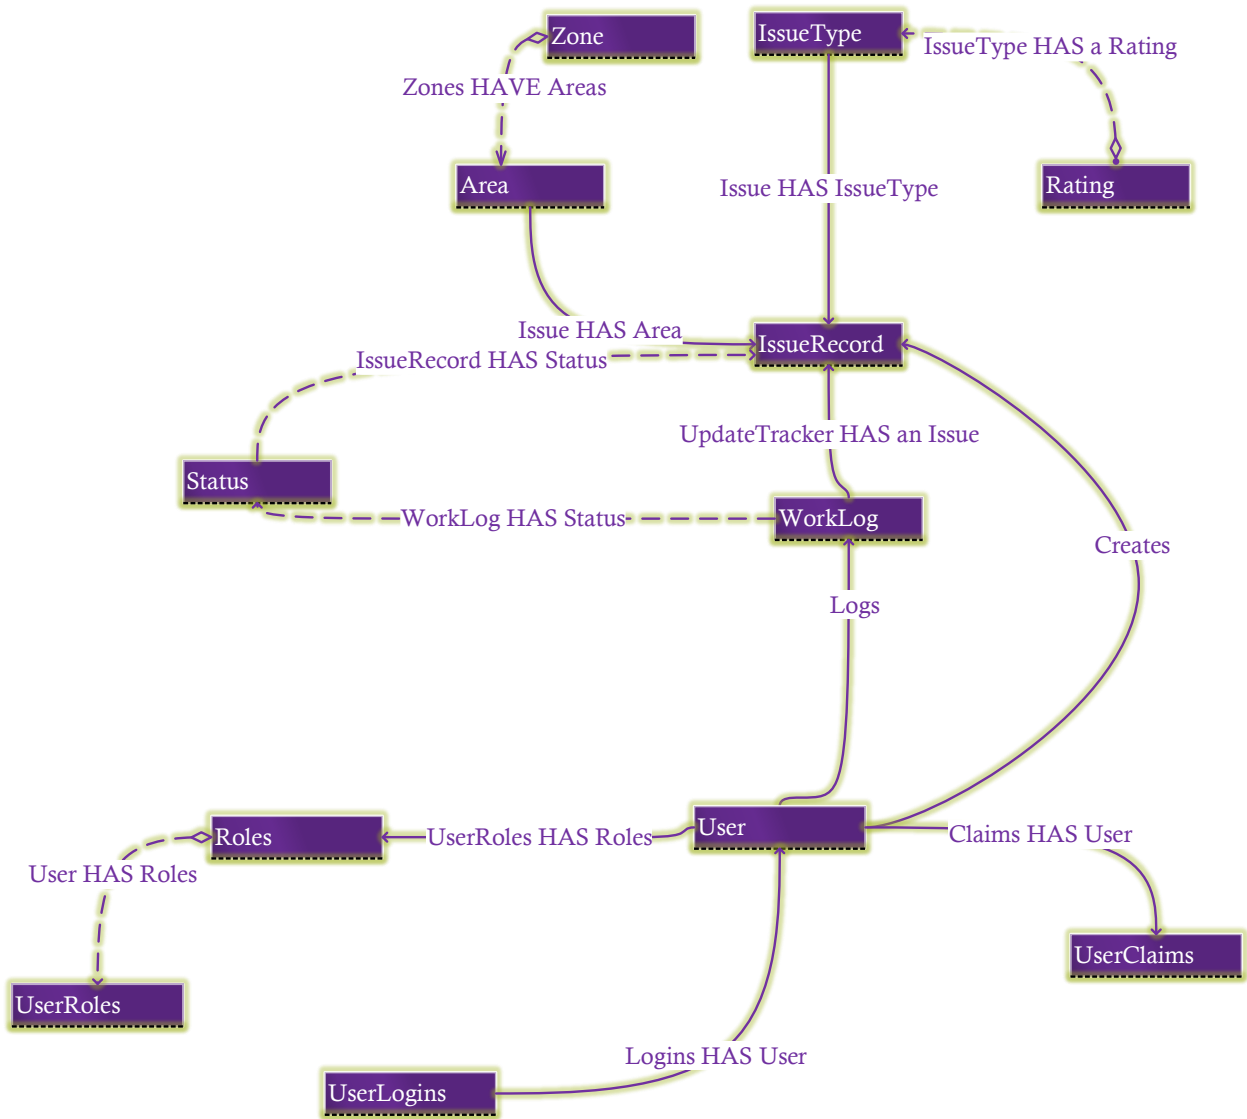 Zone
IssueType
IssueType HAS a Rating
Zones HAVE Areas
Area
Issue HAS IssueType
Rating
Issue HAS Area
IssueRecord
IssueRecord HAS Status
UpdateTracker HAS an Issue
Status
WorkLog HAS Status
WorkLog
Creates
Logs
Roles
UserRoles HAS Roles
User
Claims HAS User
User HAS Roles
UserClaims
UserRoles
Logins HAS User
UserLogins